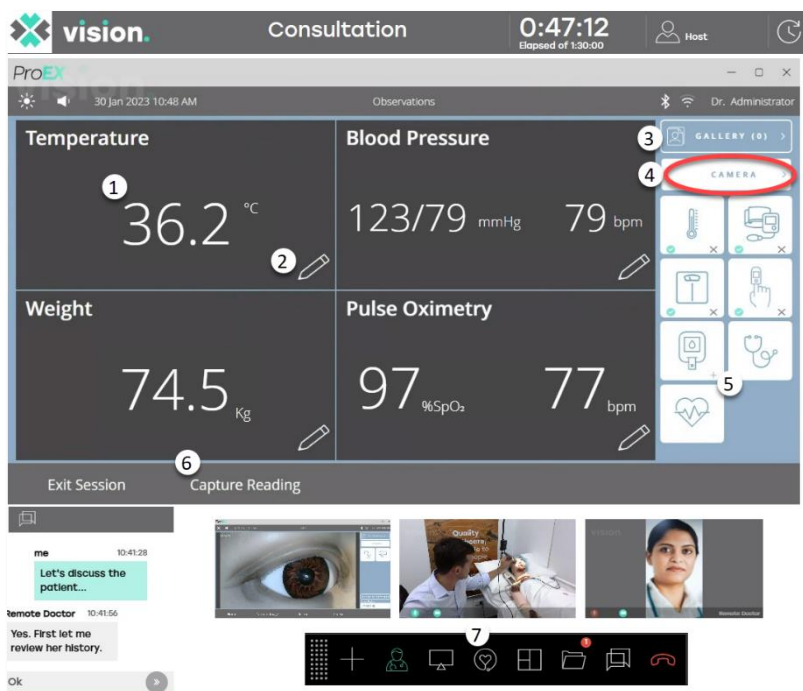 vision.
Consultation
0:47:12
Elapsed of 1:30:00
Host
ProEX
vision.
30 Jan 2023 10:48 AM
Observations
Dr. Administrator
Temperature
1
36.2 °C
2
Blood Pressure
123/79 mmHg
79 bpm
3
GALLERY (0) >
4
CAMERA >
Weight
74.5 Kg
Pulse Oximetry
97 %SpO₂
77 bpm
5
6
Exit Session
Capture Reading
me 10:41:28
Let's discuss the
patient...
Remote Doctor 10:41:56
Yes. First let me
review her history.
Ok
Quality
Remote Doctor
7
1